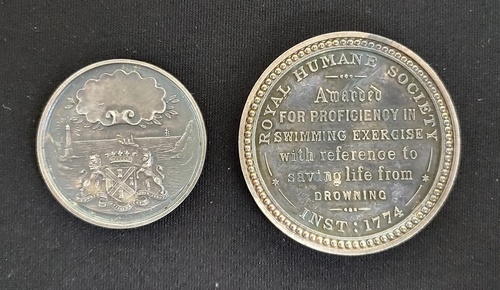 ROYAL HUMANE SOCIETY
Awarded
FOR PROFICIENCY IN
SWIMMING EXERCISE
with reference to
saving life from
DROWNING
INST: 1774